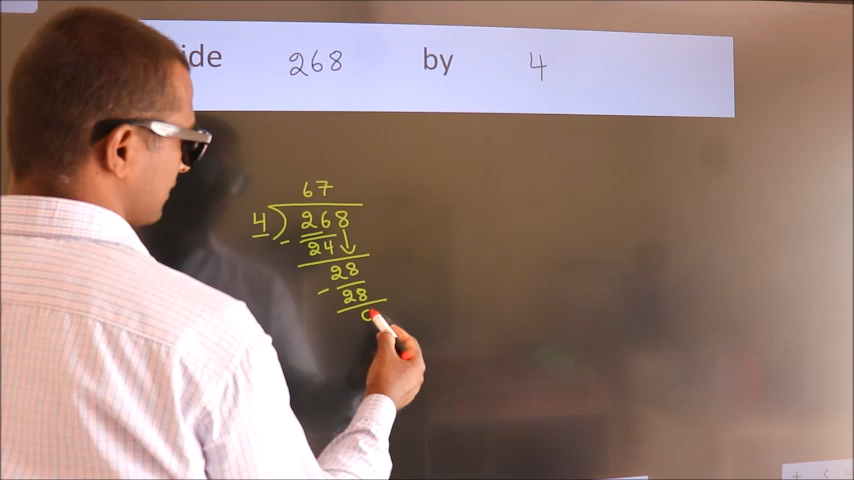 ide 268 by 4
67
4 ) 268
- 24 ↓
28
- 28
0